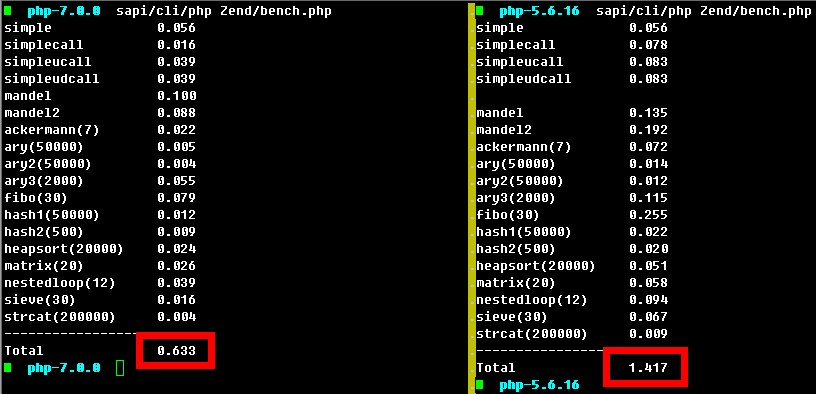 php-7.0.0 sapi/cli/php Zend/bench.php
simple 0.056
simplecall 0.016
simpleucall 0.039
simpleudcall 0.039
mandel 0.100
mandel2 0.088
ackermann(7) 0.022
ary(50000) 0.005
ary2(50000) 0.004
ary3(2000) 0.055
fibo(30) 0.079
hash1(50000) 0.012
hash2(500) 0.009
heapsort(20000) 0.024
matrix(20) 0.026
nestedloop(12) 0.039
sieve(30) 0.016
strcat(200000) 0.004
------------------------
Total 0.633
php-7.0.0
php-5.6.16 sapi/cli/php Zend/bench.php
simple 0.056
simplecall 0.078
simpleucall 0.083
simpleudcall 0.083
mandel 0.135
mandel2 0.192
ackermann(7) 0.072
ary(50000) 0.014
ary2(50000) 0.012
ary3(2000) 0.115
fibo(30) 0.255
hash1(50000) 0.022
hash2(500) 0.020
heapsort(20000) 0.051
matrix(20) 0.058
nestedloop(12) 0.094
sieve(30) 0.067
strcat(200000) 0.009
------------------------
Total 1.417
php-5.6.16